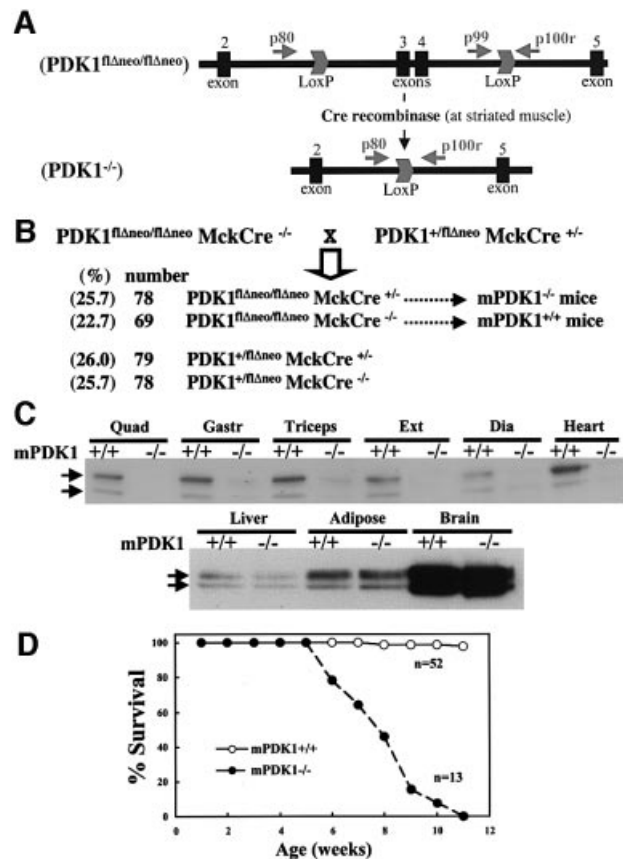 A
2 p80 3 4 p99 p100r 5
(PDK1flΔneo/flΔneo)
exon LoxP exons LoxP exon
Cre recombinase (at striated muscle)
2 p80 p100r 5
(PDK1-/-)
exon LoxP exon
B
PDK1flΔneo/flΔneo MckCre -/- X PDK1+/flΔneo MckCre +/-
(%) number
(25.7) 78 PDK1flΔneo/flΔneo MckCre +/- mPDK1-/- mice
(22.7) 69 PDK1flΔneo/flΔneo MckCre -/- mPDK1+/+ mice
(26.0) 79 PDK1+/flΔneo MckCre +/-
(25.7) 78 PDK1+/flΔneo MckCre -/-
C
Quad Gastr Triceps Ext Dia Heart
mPDK1 +/+ -/- +/+ -/- +/+ -/- +/+ -/- +/+ -/- +/+ -/-
Liver Adipose Brain
mPDK1 +/+ -/- +/+ -/- +/+ -/-
D
% Survival
100
80
60
40
20
0
n=52
mPDK1+/+
mPDK1-/-
n=13
0 2 4 6 8 10 12
Age (weeks)